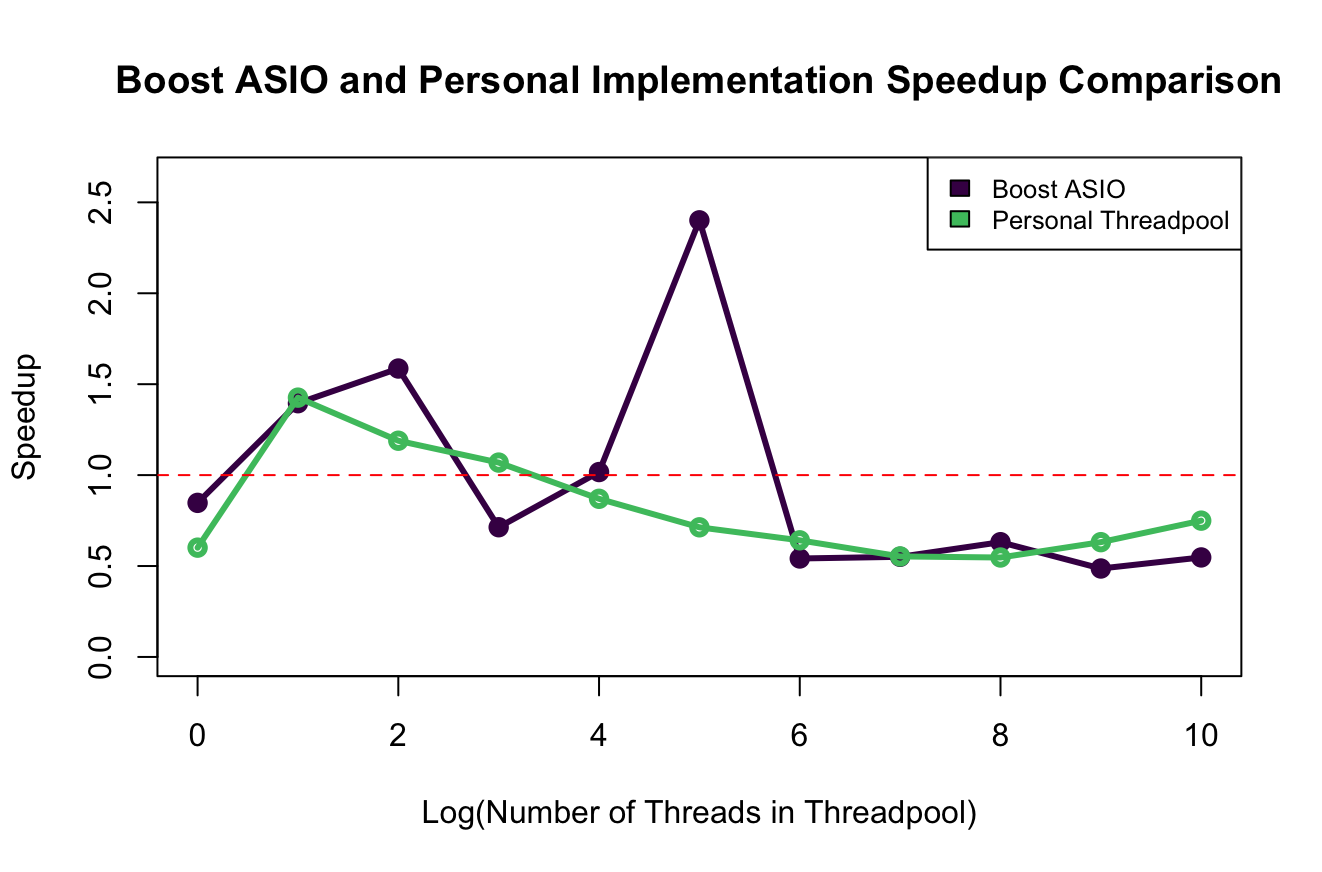 Boost ASIO and Personal Implementation Speedup Comparison
Boost ASIO
Personal Threadpool
Speedup
2.5
2.0
1.5
1.0
0.5
0.0
0 2 4 6 8 10
Log(Number of Threads in Threadpool)